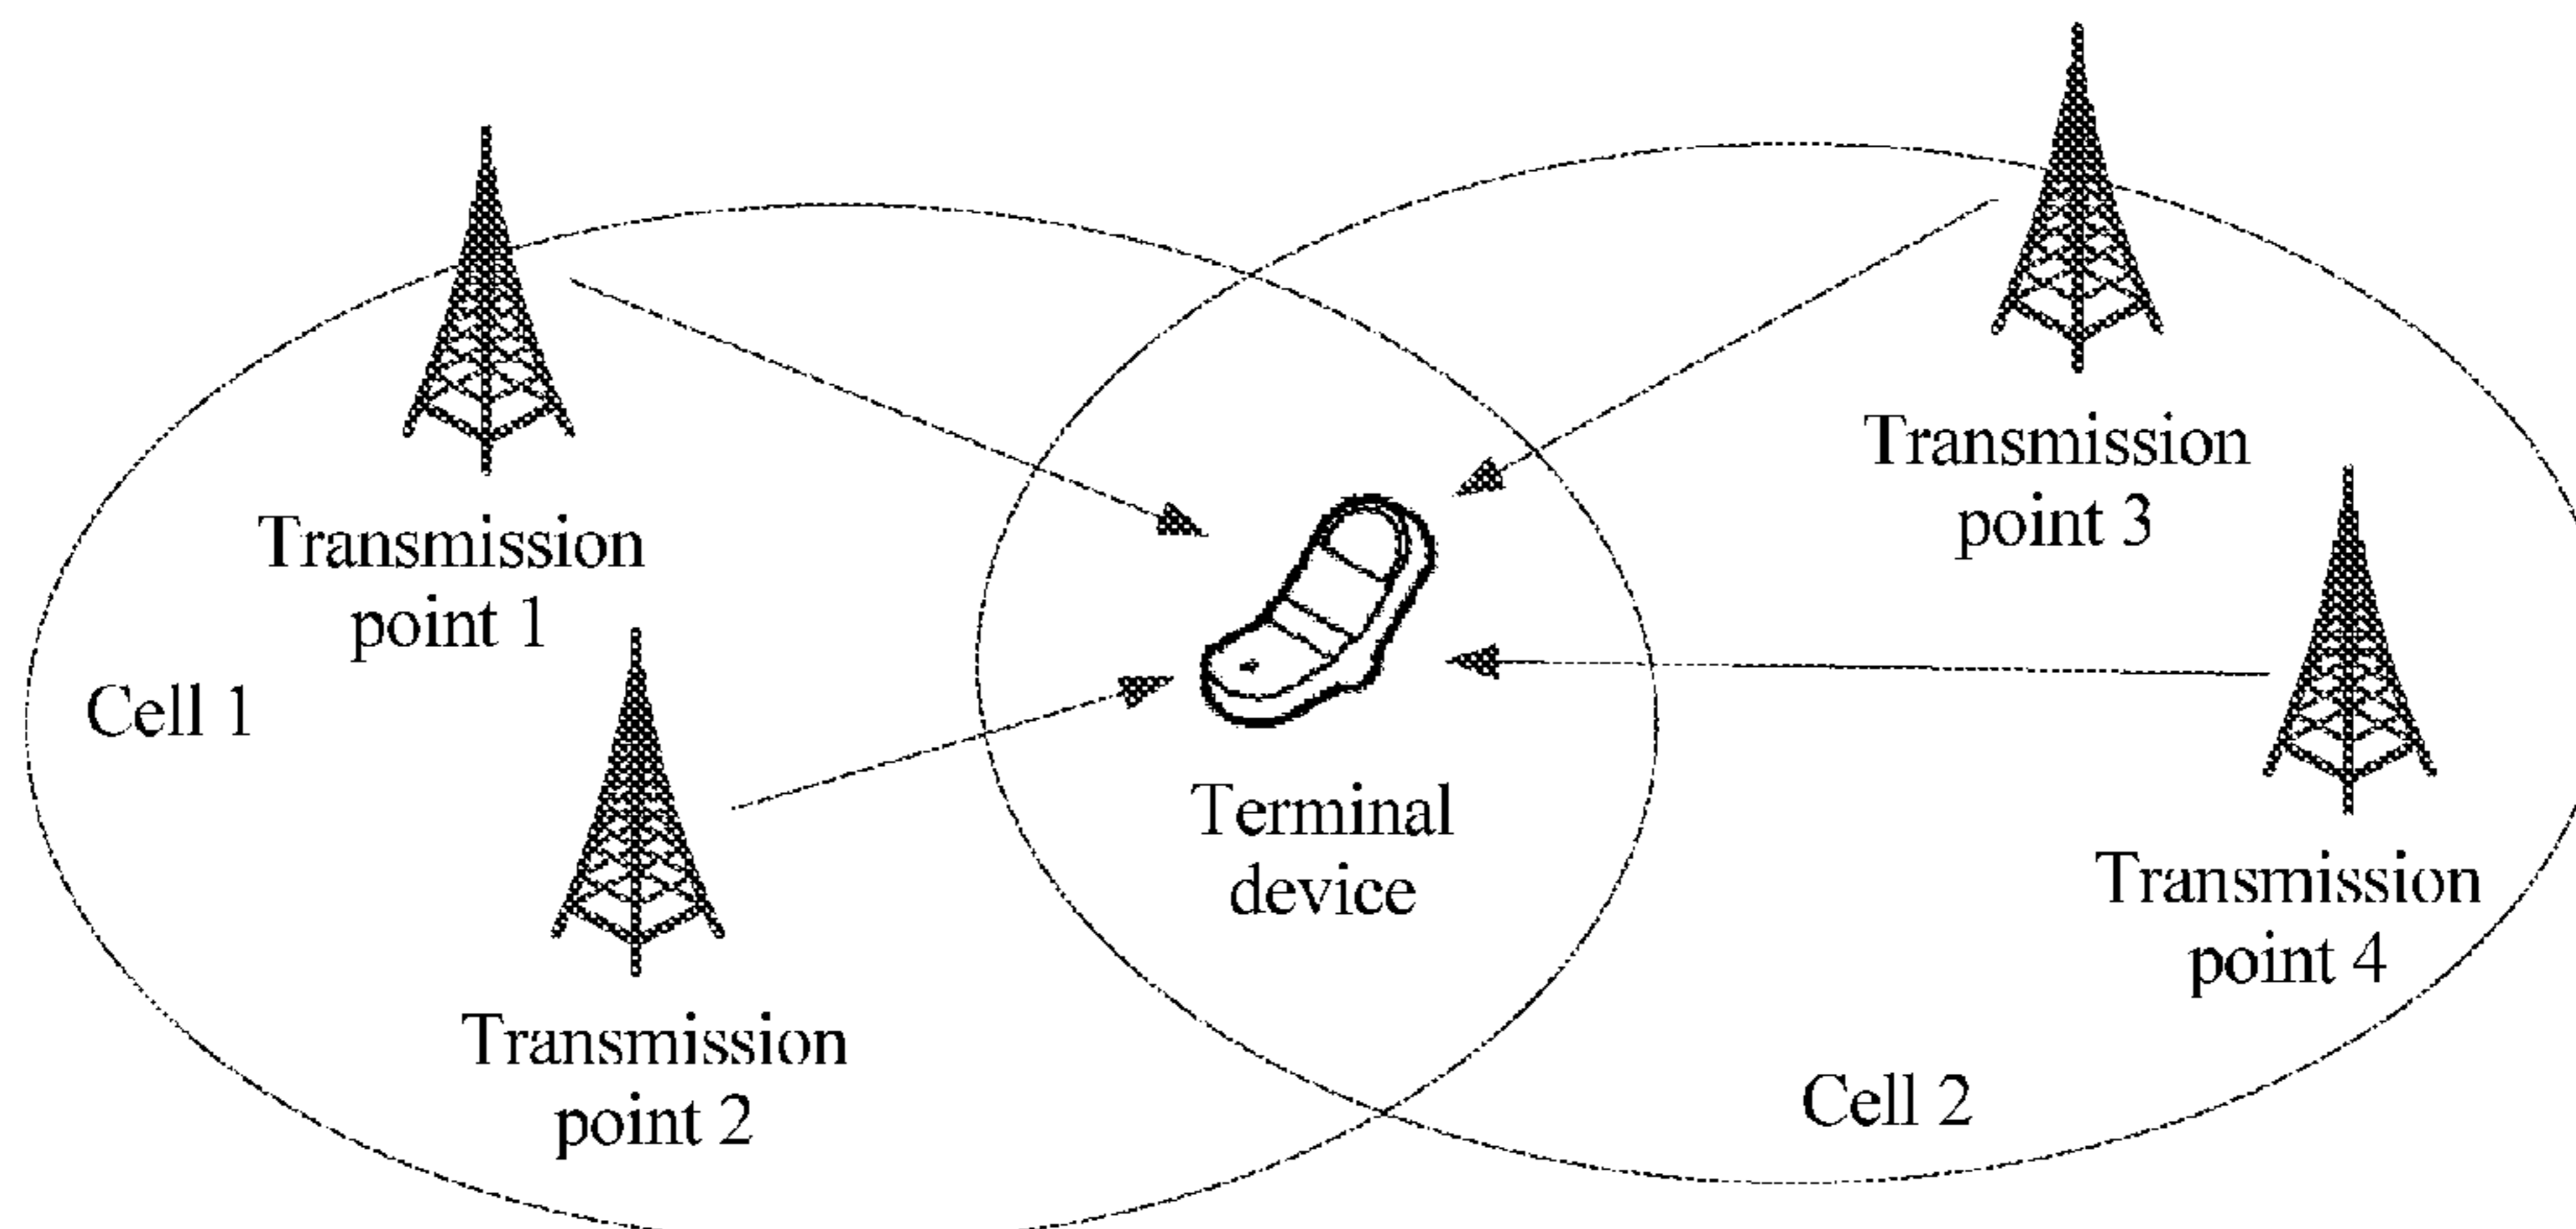 Transmission
point 1
Cell 1
Transmission
point 2
Terminal
device
Transmission
point 3
Transmission
point 4
Cell 2